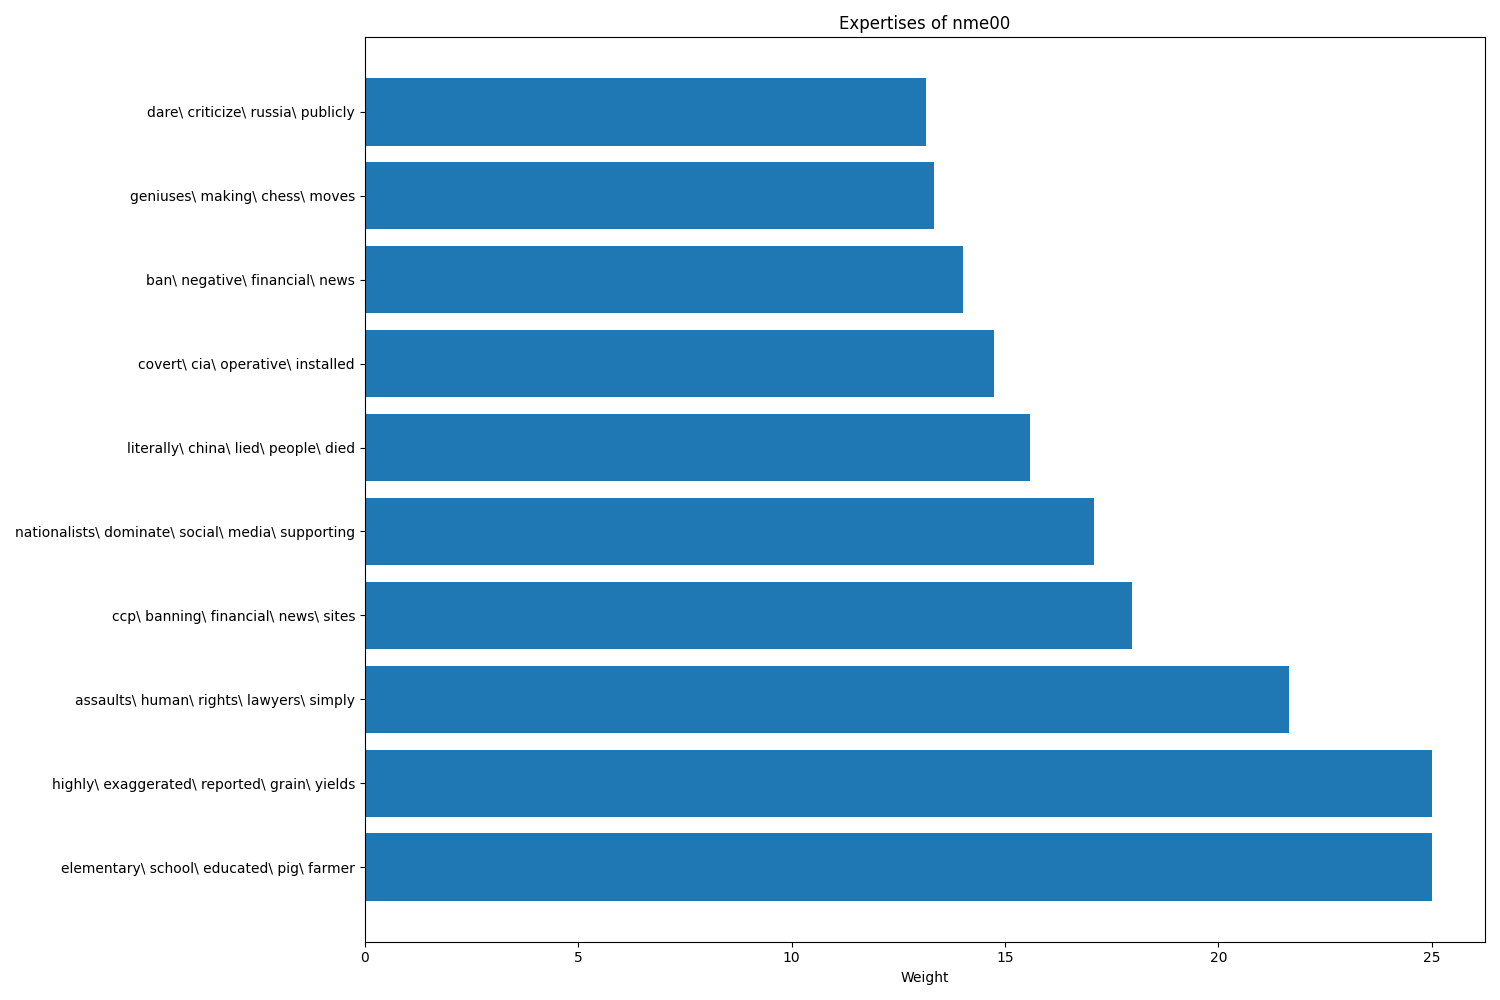 Expertises of nme00
dare\ criticize\ russia\ publicly
geniuses\ making\ chess\ moves
ban\ negative\ financial\ news
covert\ cia\ operative\ installed
literally\ china\ lied\ people\ died
nationalists\ dominate\ social\ media\ supporting
ccp\ banning\ financial\ news\ sites
assaults\ human\ rights\ lawyers\ simply
highly\ exaggerated\ reported\ grain\ yields
elementary\ school\ educated\ pig\ farmer
0 5 10 15 20 25
Weight